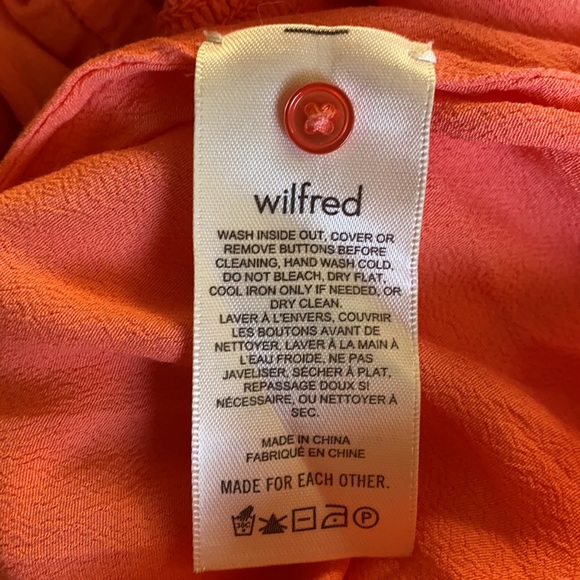 wilfred
WASH INSIDE OUT, COVER OR
REMOVE BUTTONS BEFORE
CLEANING, HAND WASH COLD.
DO NOT BLEACH, DRY FLAT,
COOL IRON ONLY IF NEEDED, OR
DRY CLEAN.
LAVER À L'ENVERS, COUVRIR
LES BOUTONS AVANT DE
NETTOYER, LAVER À LA MAIN À
L'EAU FROIDE, NE PAS
JAVELISER, SÉCHER À PLAT,
REPASSAGE DOUX SI
NÉCESSAIRE, OU NETTOYER À
SEC.
MADE IN CHINA
FABRIQUÉ EN CHINE
MADE FOR EACH OTHER.
30C P